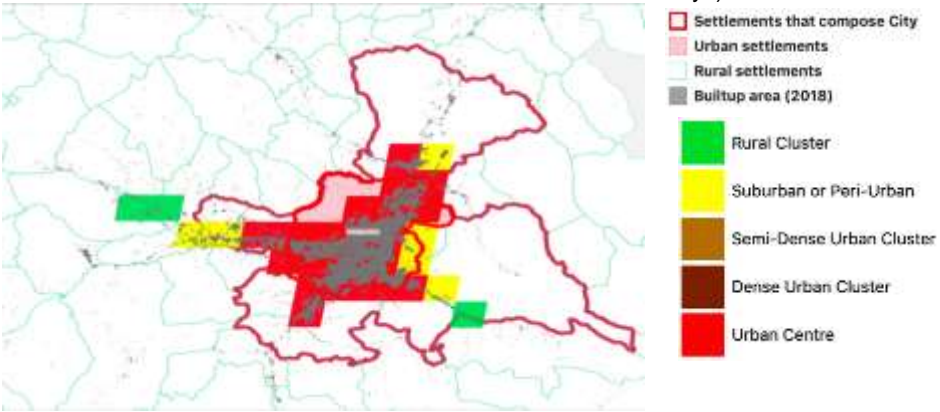 Settlements that compose City
Urban settlements
Rural settlements
Builtup area (2018)
Rural Cluster
Suburban or Peri-Urban
Semi-Dense Urban Cluster
Dense Urban Cluster
Urban Centre